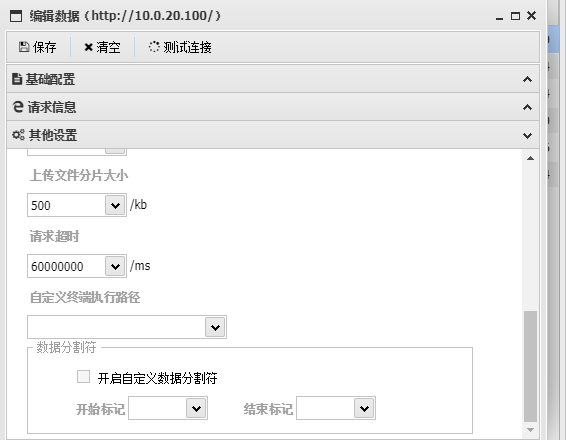 编辑数据（http://10.0.20.100/）
保存 清空 测试连接
基础配置
请求信息
其他设置
上传文件分片大小
500 /kb
请求超时
60000000 /ms
自定义终端执行路径
数据分割符
开启自定义数据分割符
开始标记 结束标记